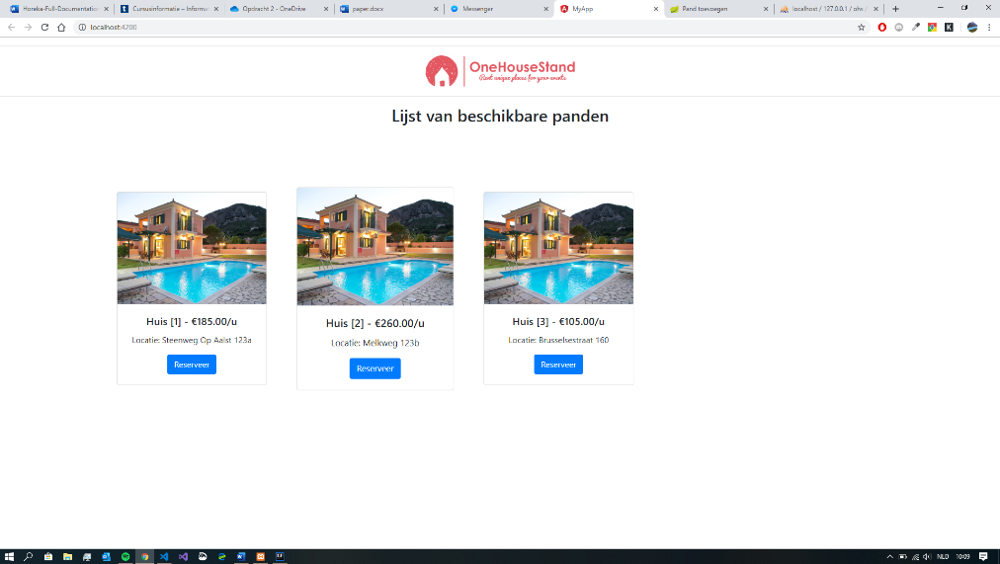 Horeka-Full-Documentation
Cursusinformatie – Informa
Opdracht 2 - OneDrive
paper.docx
Messenger
MyApp
Pand toevoegen
localhost / 127.0.0.1 / ohs /
localhost:4200
OneHouseStand
Rent unique places for your events
Lijst van beschikbare panden
Huis [1] - €185.00/u
Locatie: Steenweg Op Aalst 123a
Reserveer
Huis [2] - €260.00/u
Locatie: Melkweg 123b
Reserveer
Huis [3] - €105.00/u
Locatie: Brusselsestraat 160
Reserveer
NLD
10:09